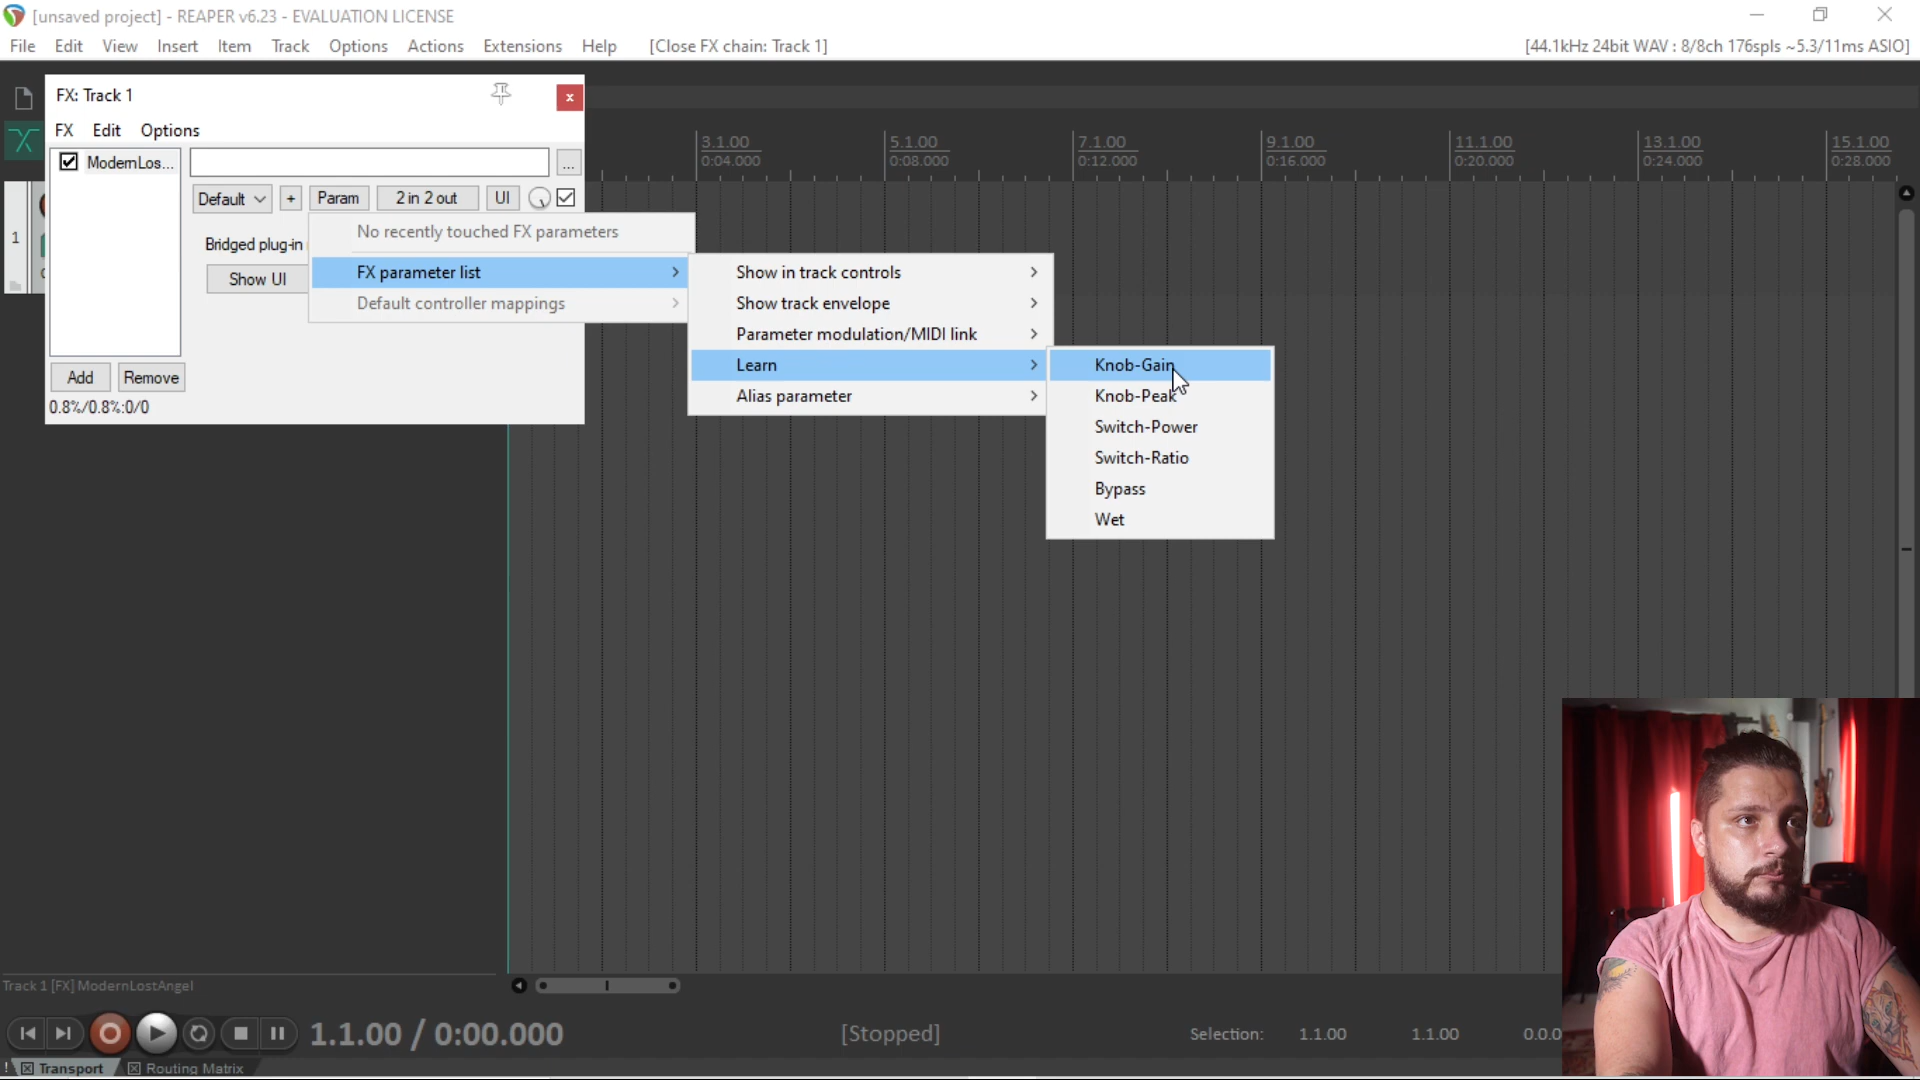 [unsaved project] - REAPER v6.23 - EVALUATION LICENSE
File Edit View Insert Item Track Options Actions Extensions Help [Close FX chain: Track 1] [44.1kHz 24bit WAV : 8/8ch 176spls ~5.3/11ms ASIO]
FX: Track 1
FX Edit Options
ModernLos...
...
Default + Param 2 in 2 out UI
Bridged plug-in
Show UI
Add Remove
0.8%/0.8%:0/0
No recently touched FX parameters
FX parameter list
Default controller mappings
Show in track controls
Show track envelope
Parameter modulation/MIDI link
Learn
Alias parameter
Knob-Gain
Knob-Peak
Switch-Power
Switch-Ratio
Bypass
Wet
3.1.00 5.1.00 7.1.00 9.1.00 11.1.00 13.1.00 15.1.00
0:04.000 0:08.000 0:12.000 0:16.000 0:20.000 0:24.000 0:28.000
1
Track 1 [FX] ModernLostAngel
1.1.00 / 0:00.000 [Stopped] Selection: 1.1.00 1.1.00 0.0.0
! Transport Routing Matrix